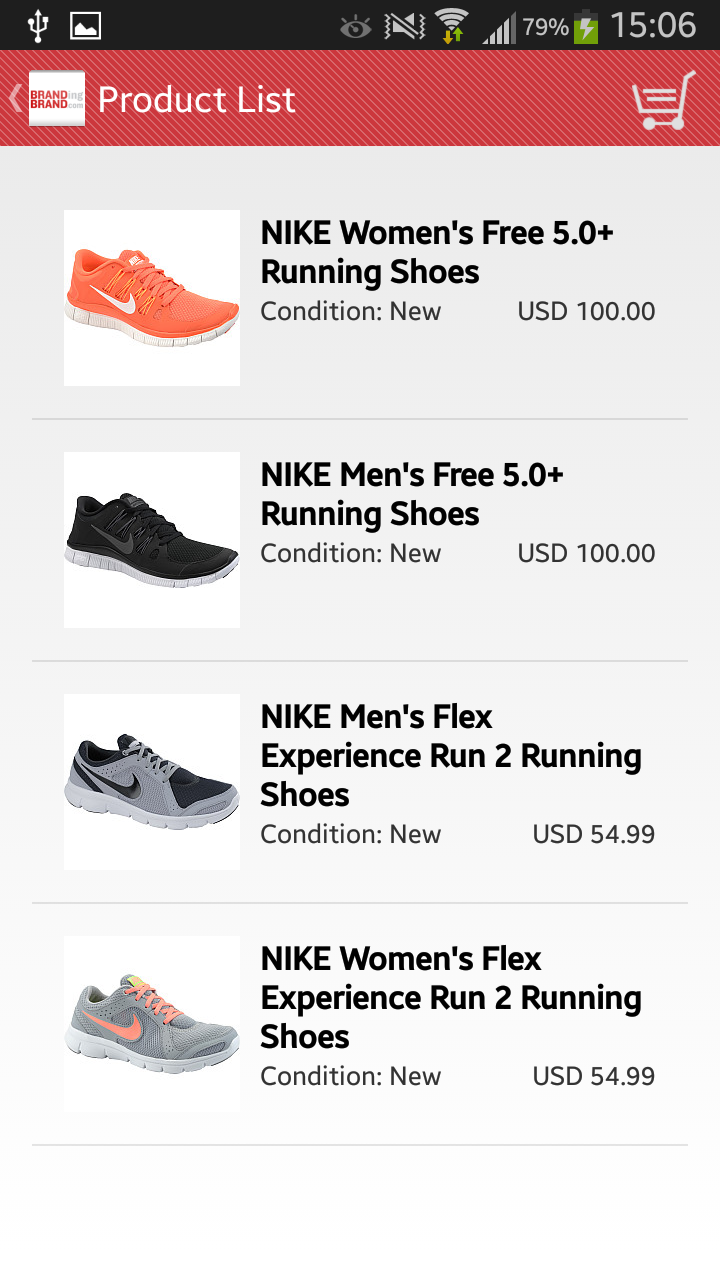 79% 15:06
BRANDing
BRAND.com
Product List
NIKE Women's Free 5.0+
Running Shoes
Condition: New USD 100.00
NIKE Men's Free 5.0+
Running Shoes
Condition: New USD 100.00
NIKE Men's Flex
Experience Run 2 Running
Shoes
Condition: New USD 54.99
NIKE Women's Flex
Experience Run 2 Running
Shoes
Condition: New USD 54.99